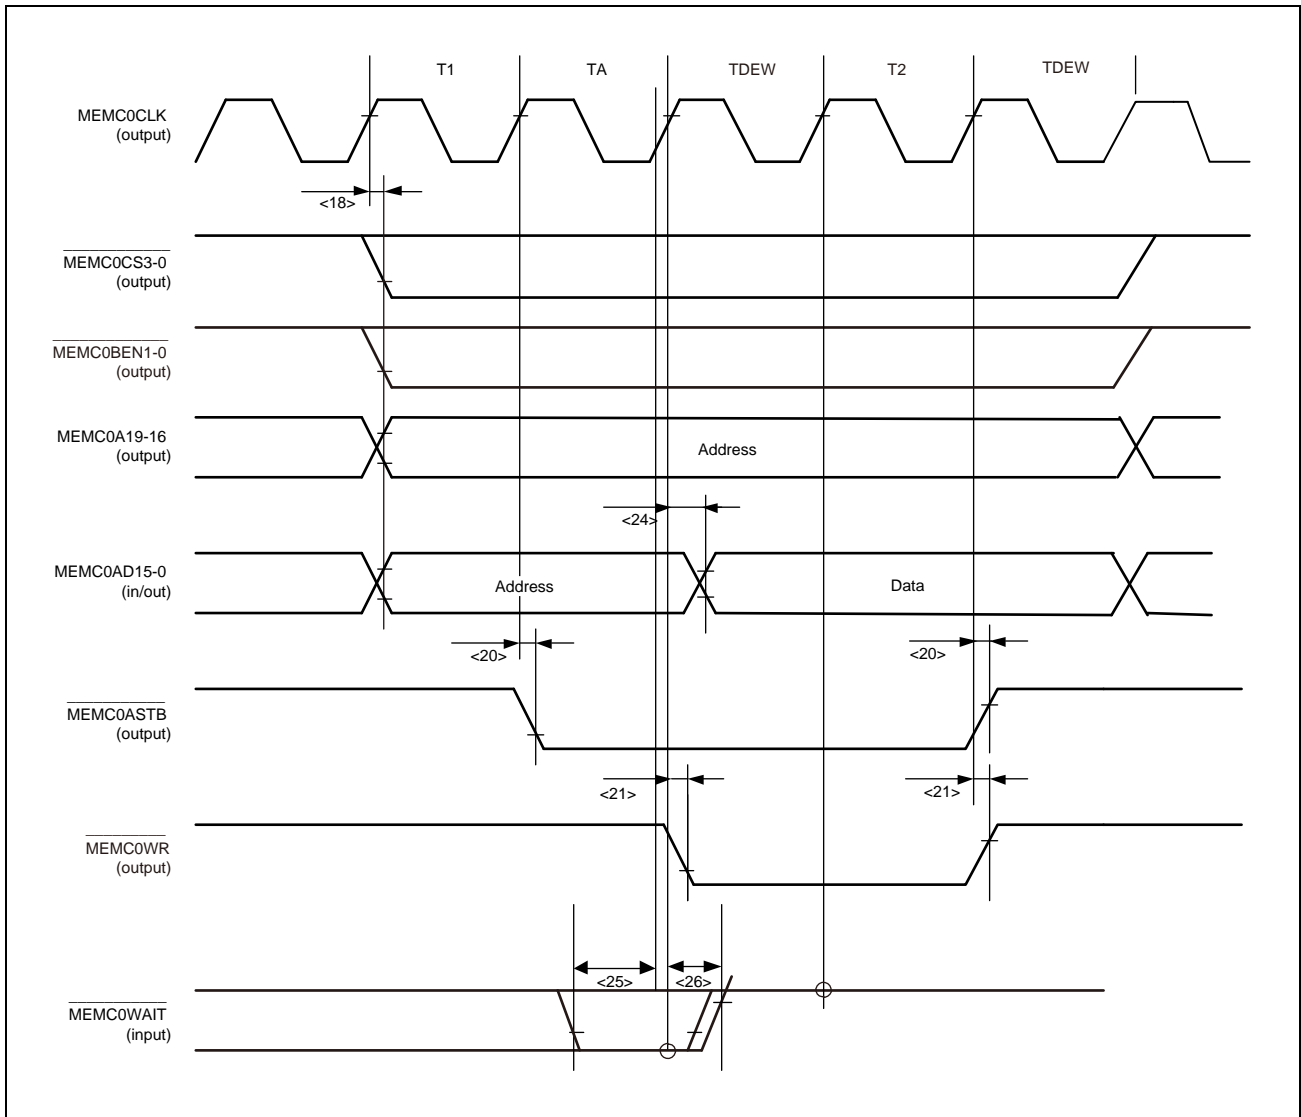 T1 TA TDEW T2 TDEW
MEMC0CLK
(output)
<18>
MEMC0CS3-0
(output)
MEMC0BEN1-0
(output)
MEMC0A19-16
(output)
Address
<24>
MEMC0AD15-0
(in/out)
Address Data
<20> <20>
MEMC0ASTB
(output)
<21> <21>
MEMC0WR
(output)
<25> <26>
MEMC0WAIT
(input)